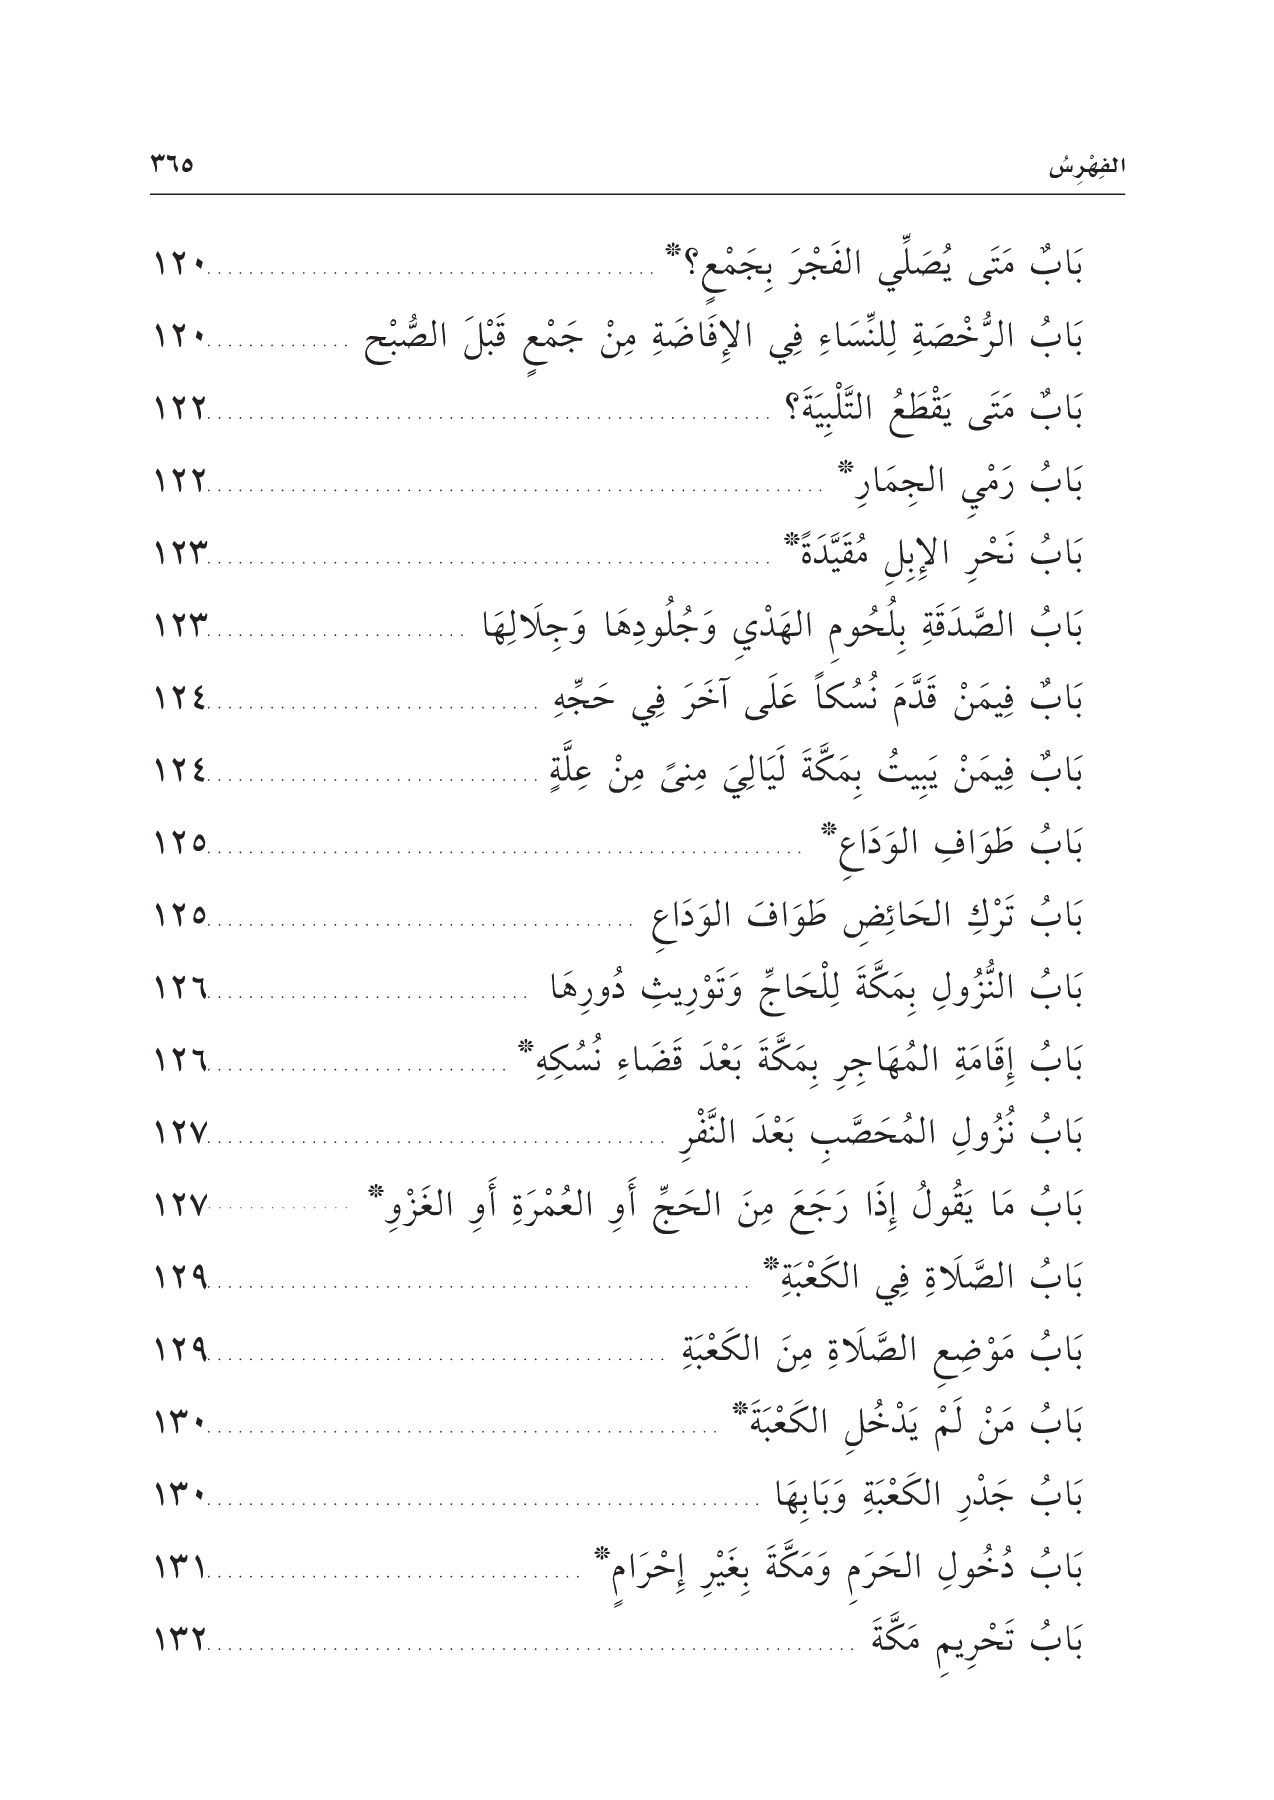 الفِهْرِسُ ٣٦٥
بَابٌ مَتَى يُصَلِّي الفَجْرَ بِجَمْعٍ؟* ١٢٠
بَابُ الرُّخْصَةِ لِلنِّسَاءِ فِي الإِفَاضَةِ مِنْ جَمْعٍ قَبْلَ الصُّبْحِ ١٢٠
بَابٌ مَتَى يَقْطَعُ التَّلْبِيَةَ؟ ١٢٢
بَابُ رَمْيِ الجِمَارِ* ١٢٢
بَابُ نَحْرِ الإِبِلِ مُقَيَّدَةً* ١٢٣
بَابُ الصَّدَقَةِ بِلُحُومِ الهَدْيِ وَجُلُودِهَا وَجِلَالِهَا ١٢٣
بَابٌ فِيمَنْ قَدَّمَ نُسُكاً عَلَى آخَرَ فِي حَجِّهِ ١٢٤
بَابٌ فِيمَنْ يَبِيتُ بِمَكَّةَ لَيَالِيَ مِنىً مِنْ عِلَّةٍ ١٢٤
بَابُ طَوَافِ الوَدَاعِ* ١٢٥
بَابُ تَرْكِ الحَائِضِ طَوَافَ الوَدَاعِ ١٢٥
بَابُ النُّزُولِ بِمَكَّةَ لِلْحَاجِّ وَتَوْرِيثِ دُورِهَا ١٢٦
بَابُ إِقَامَةِ المُهَاجِرِ بِمَكَّةَ بَعْدَ قَضَاءِ نُسُكِهِ* ١٢٦
بَابُ نُزُولِ المُحَصَّبِ بَعْدَ النَّفْرِ ١٢٧
بَابُ مَا يَقُولُ إِذَا رَجَعَ مِنَ الحَجِّ أَوِ العُمْرَةِ أَوِ الغَزْوِ* ١٢٧
بَابُ الصَّلَاةِ فِي الكَعْبَةِ* ١٢٩
بَابُ مَوْضِعِ الصَّلَاةِ مِنَ الكَعْبَةِ ١٢٩
بَابُ مَنْ لَمْ يَدْخُلِ الكَعْبَةَ* ١٣٠
بَابُ جَدْرِ الكَعْبَةِ وَبَابِهَا ١٣٠
بَابُ دُخُولِ الحَرَمِ وَمَكَّةَ بِغَيْرِ إِحْرَامٍ* ١٣١
بَابُ تَحْرِيمِ مَكَّةَ ١٣٢